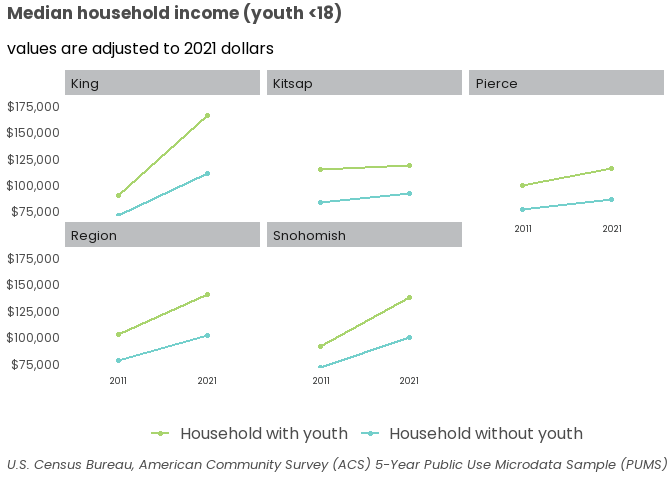 Median household income (youth <18)
values are adjusted to 2021 dollars
King
Kitsap
Pierce
$175,000
$150,000
$125,000
$100,000
$75,000
2011
2021
Region
Snohomish
$175,000
$150,000
$125,000
$100,000
$75,000
2011
2021
2011
2021
Household with youth
Household without youth
U.S. Census Bureau, American Community Survey (ACS) 5-Year Public Use Microdata Sample (PUMS)